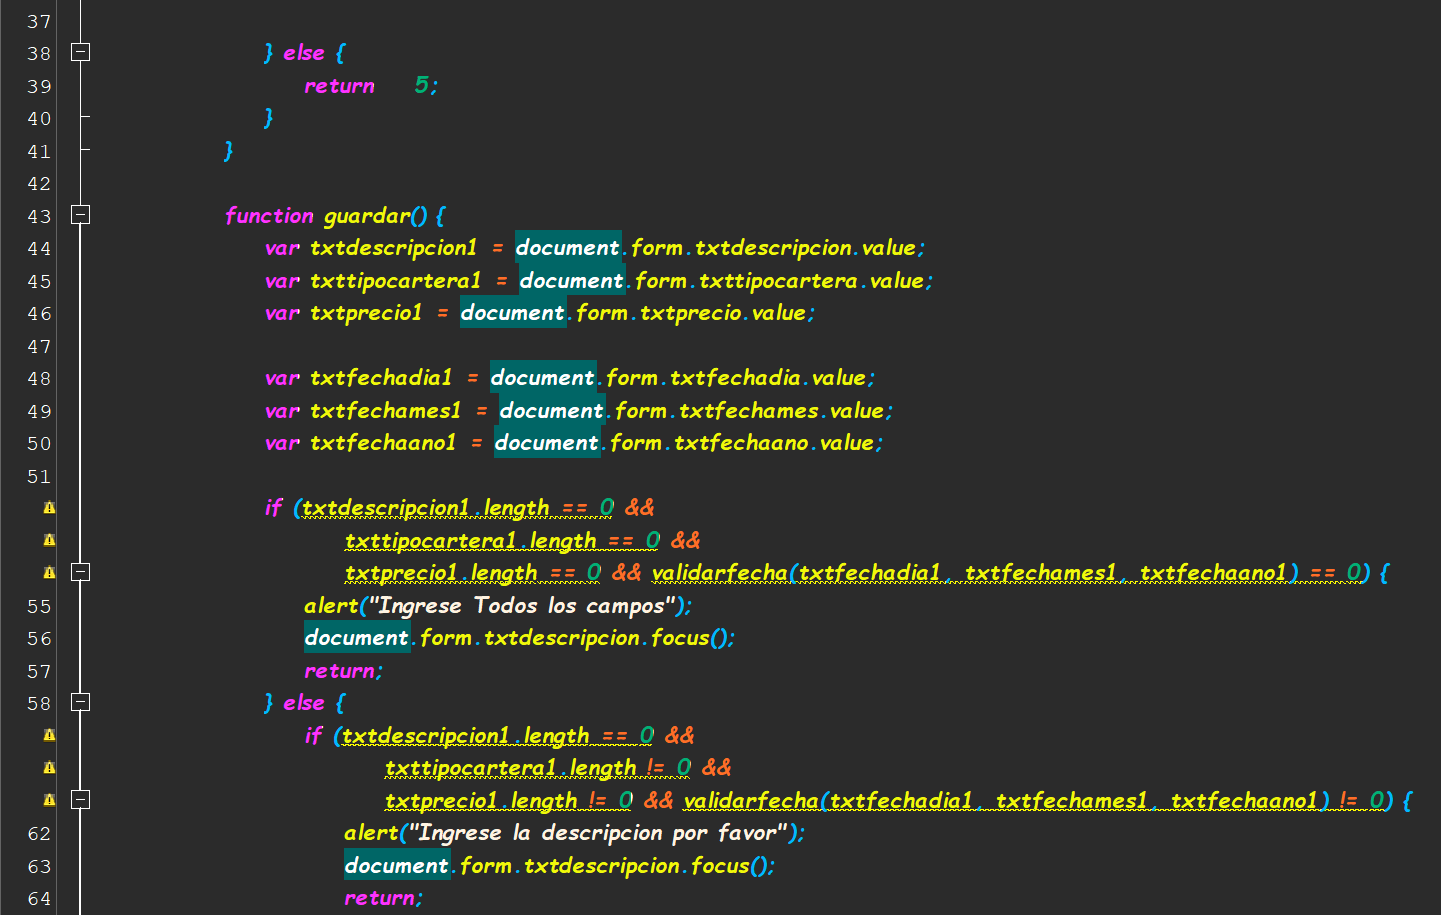 37
38 } else {
39 return 5;
40 }
41 }
42
43 function guardar() {
44 var txtdescripcion1 = document.form.txtdescripcion.value;
45 var txttipocartera1 = document.form.txttipocartera.value;
46 var txtprecio1 = document.form.txtprecio.value;
47
48 var txtfechadia1 = document.form.txtfechadia.value;
49 var txtfechames1 = document.form.txtfechames.value;
50 var txtfechaano1 = document.form.txtfechaano.value;
51
if (txtdescripcion1.length == 0 &&
txttipocartera1.length == 0 &&
txtprecio1.length == 0 && validarfecha(txtfechadia1, txtfechames1, txtfechaano1) == 0) {
55 alert("Ingrese Todos los campos");
56 document.form.txtdescripcion.focus();
57 return;
58 } else {
if (txtdescripcion1.length == 0 &&
txttipocartera1.length != 0 &&
txtprecio1.length != 0 && validarfecha(txtfechadia1, txtfechames1, txtfechaano1) != 0) {
62 alert("Ingrese la descripcion por favor");
63 document.form.txtdescripcion.focus();
64 return;